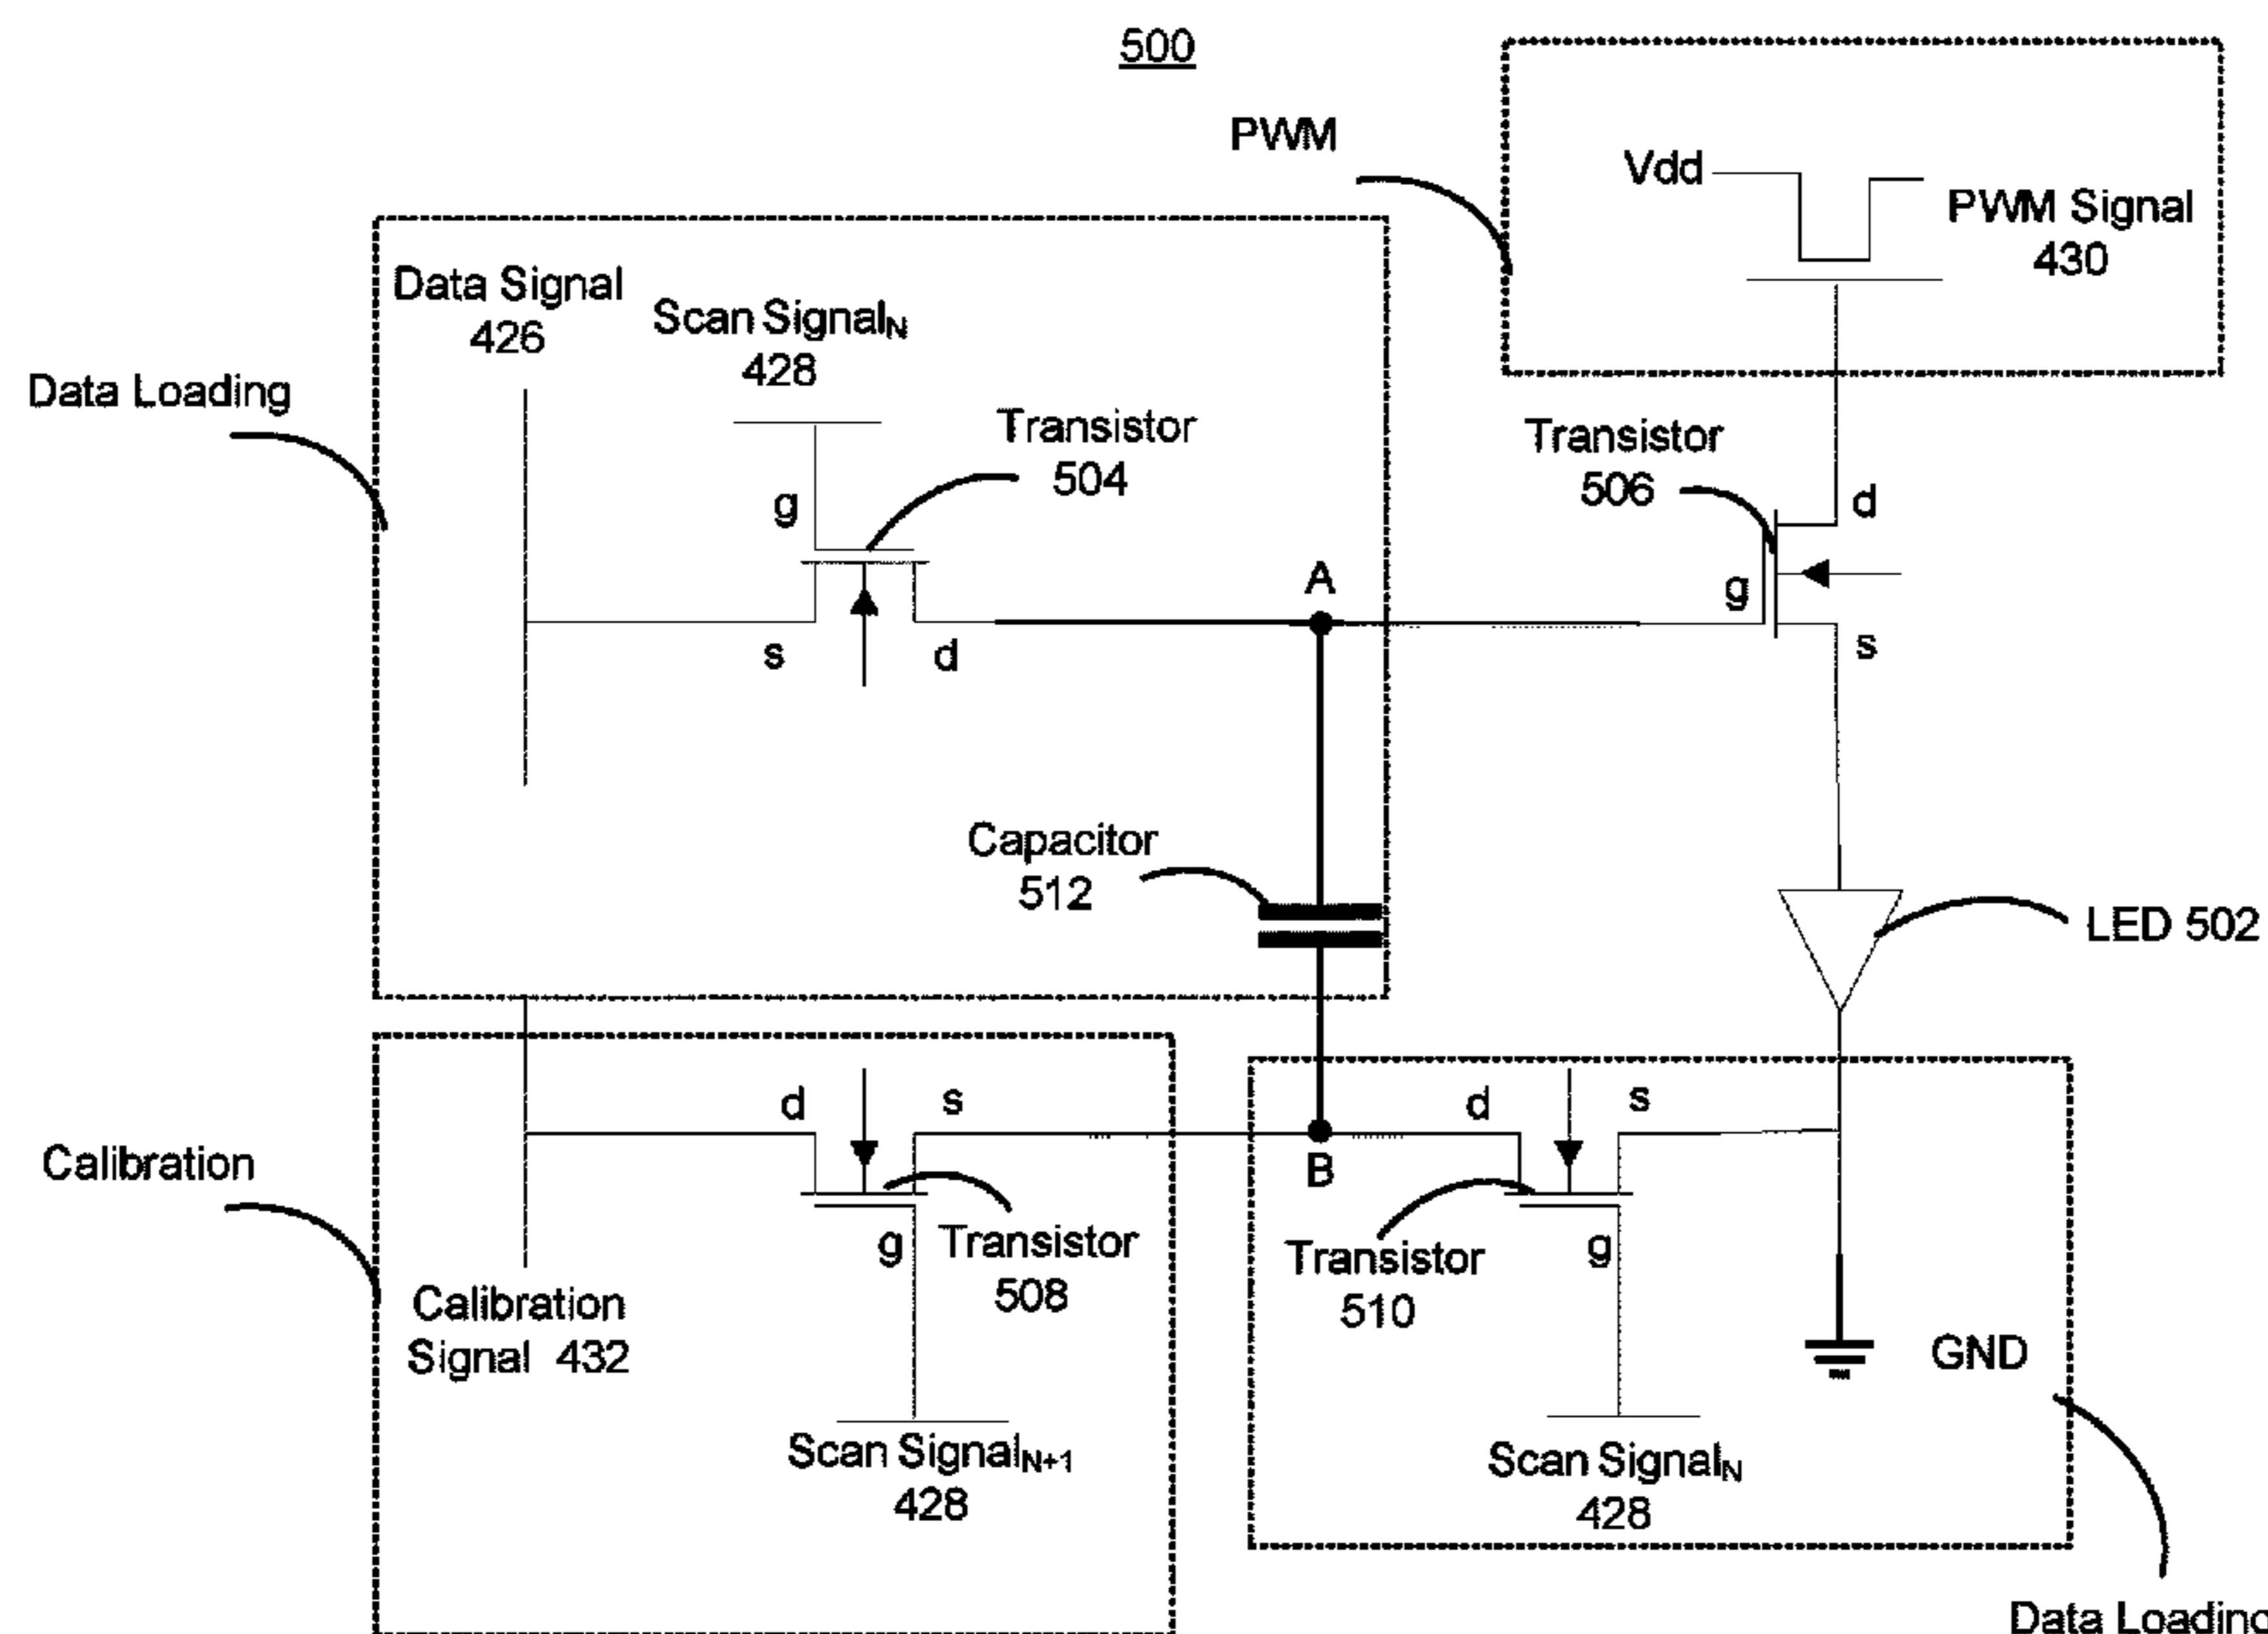 500
PWM
Vdd
PWM Signal
430
Data Signal
426
Scan SignalN
428
Data Loading
Transistor
504
Transistor
506
g
d
A
g
s
d
s
Capacitor
512
LED 502
d
s
d
s
Calibration
B
g
Transistor
508
Transistor
510
g
Calibration
Signal 432
GND
Scan SignalN+1
428
Scan SignalN
428
Data Loading